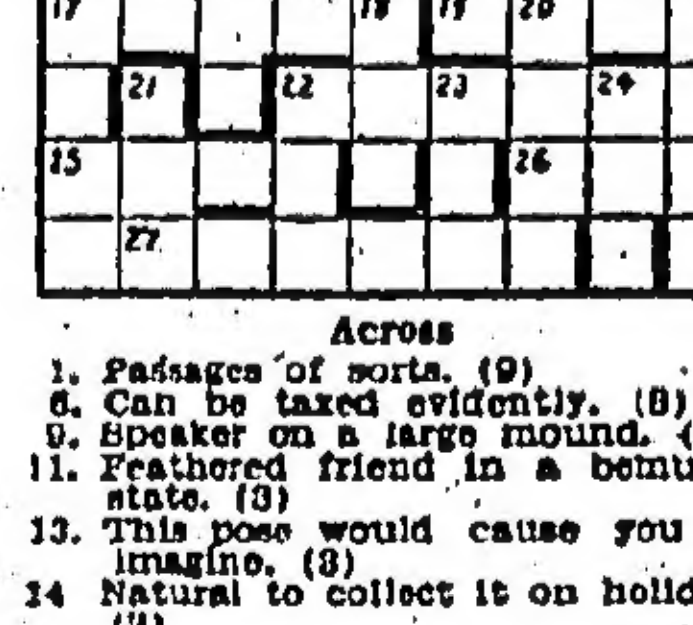 17 18 19 20
21 22 23 24
25 26
27
Across
1. Passages of sorts. (9)
6. Can be taxed evidently. (8)
9. Speaker on a large mound. (
11. Feathered friend in a bemu
state. (3)
13. This pose would cause you
imagine. (3)
14 Natural to collect it on holid